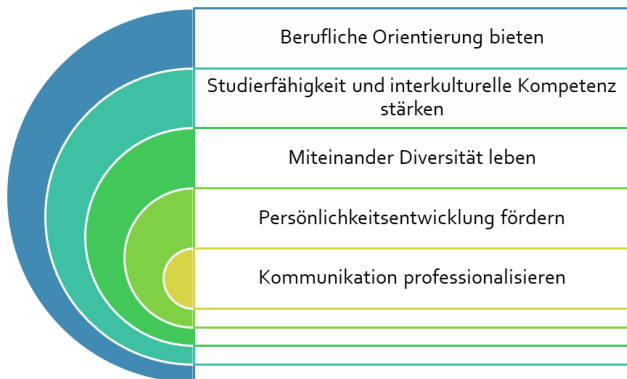 Berufliche Orientierung bieten
Studierfähigkeit und interkulturelle Kompetenz
stärken
Miteinander Diversität leben
Persönlichkeitsentwicklung fördern
Kommunikation professionalisieren